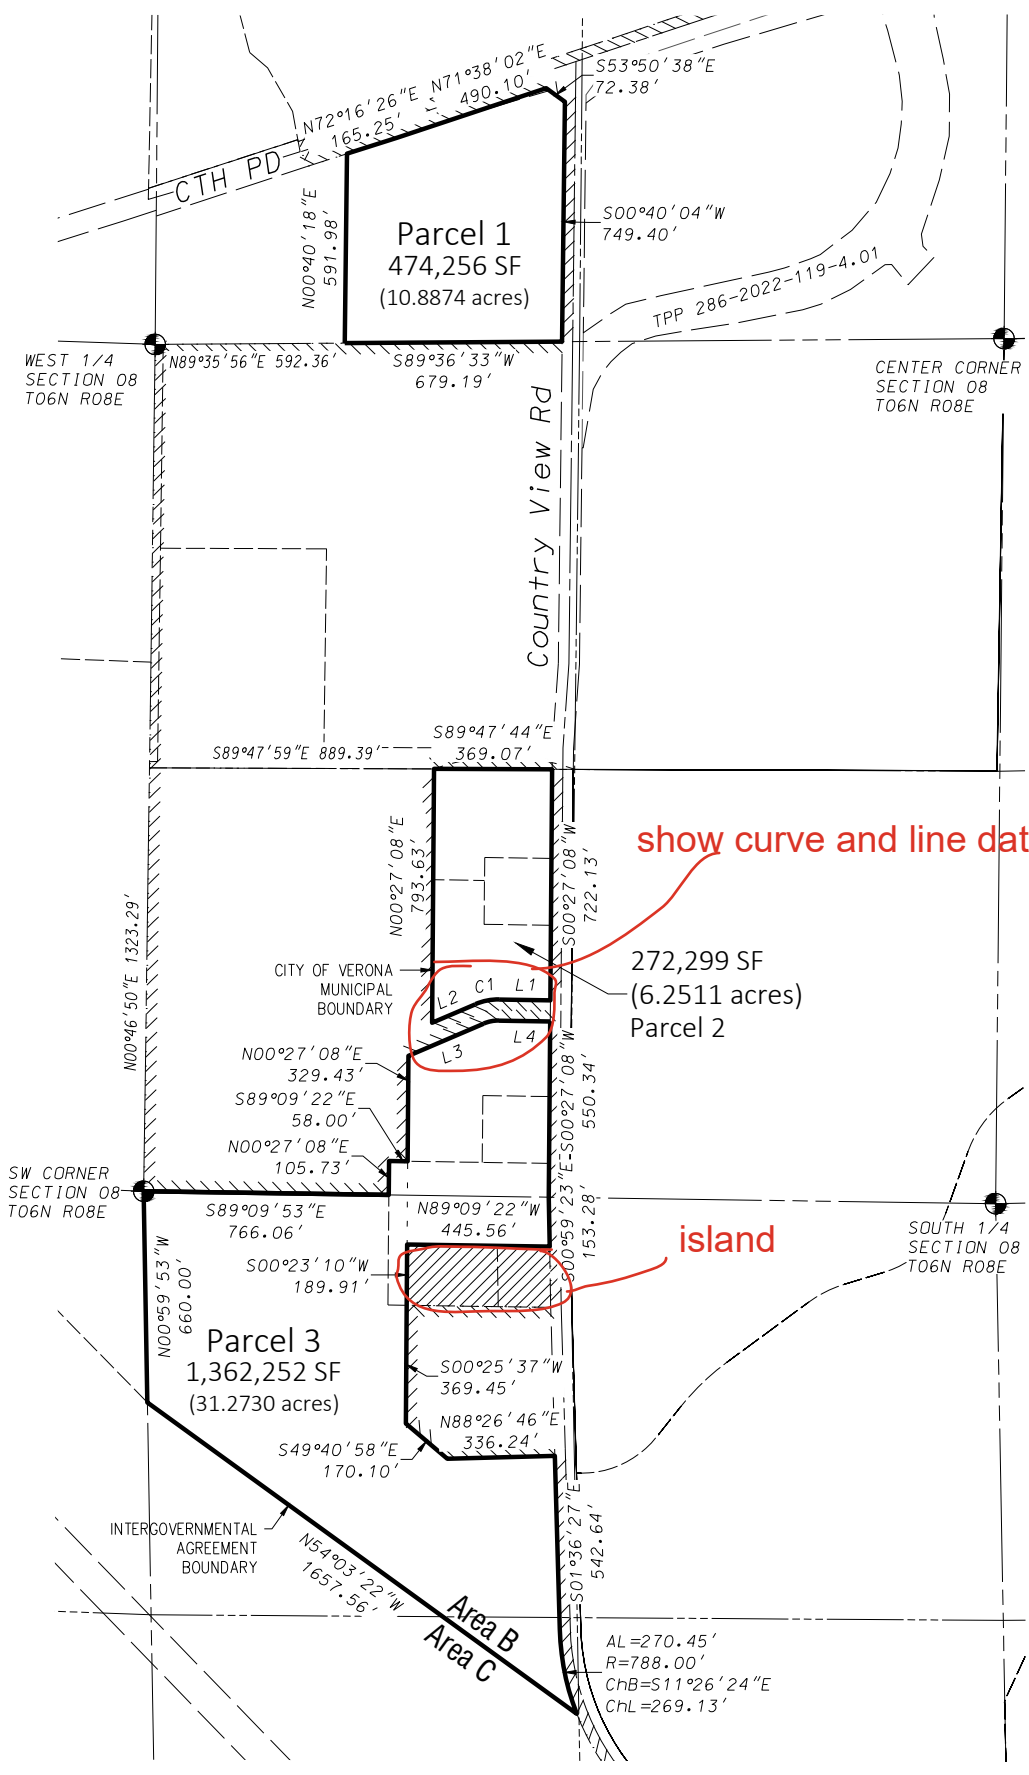 S53°50'38"E
72.38'
N71°38'02"E
490.10'
N72°16'26"E
165.25'
CTH PD
N00°40'18"E
591.98'
Parcel 1
474,256 SF
(10.8874 acres)
S00°40'04"W
749.40'
TPP 286-2022-119-4.01
WEST 1/4
SECTION 08
T06N R08E
N89°35'56"E 592.36'
S89°36'33"W
679.19'
CENTER CORNER
SECTION 08
T06N R08E
Country View Rd
S89°47'59"E 889.39'
S89°47'44"E
369.07'
N00°27'08"E
793.63'
S00°27'08"W
722.13'
show curve and line dat
N00°46'50"E 1323.29'
CITY OF VERONA
MUNICIPAL
BOUNDARY
L2
C1
L1
272,299 SF
(6.2511 acres)
Parcel 2
L3
L4
N00°27'08"E
329.43'
S89°09'22"E
58.00'
N00°27'08"E
105.73'
S00°27'08"W
550.34'
SW CORNER
SECTION 08
T06N R08E
S89°09'53"E
766.06'
N89°09'22"W
445.56'
S00°59'23"E
153.28'
SOUTH 1/4
SECTION 08
T06N R08E
island
S00°23'10"W
189.91'
N00°59'53"W
660.00'
Parcel 3
1,362,252 SF
(31.2730 acres)
S00°25'37"W
369.45'
N88°26'46"E
336.24'
S49°40'58"E
170.10'
INTERGOVERNMENTAL
AGREEMENT
BOUNDARY
N54°03'22"W
1657.56'
S01°36'27"E
542.64'
Area B
Area C
AL=270.45'
R=788.00'
ChB=S11°26'24"E
ChL=269.13'